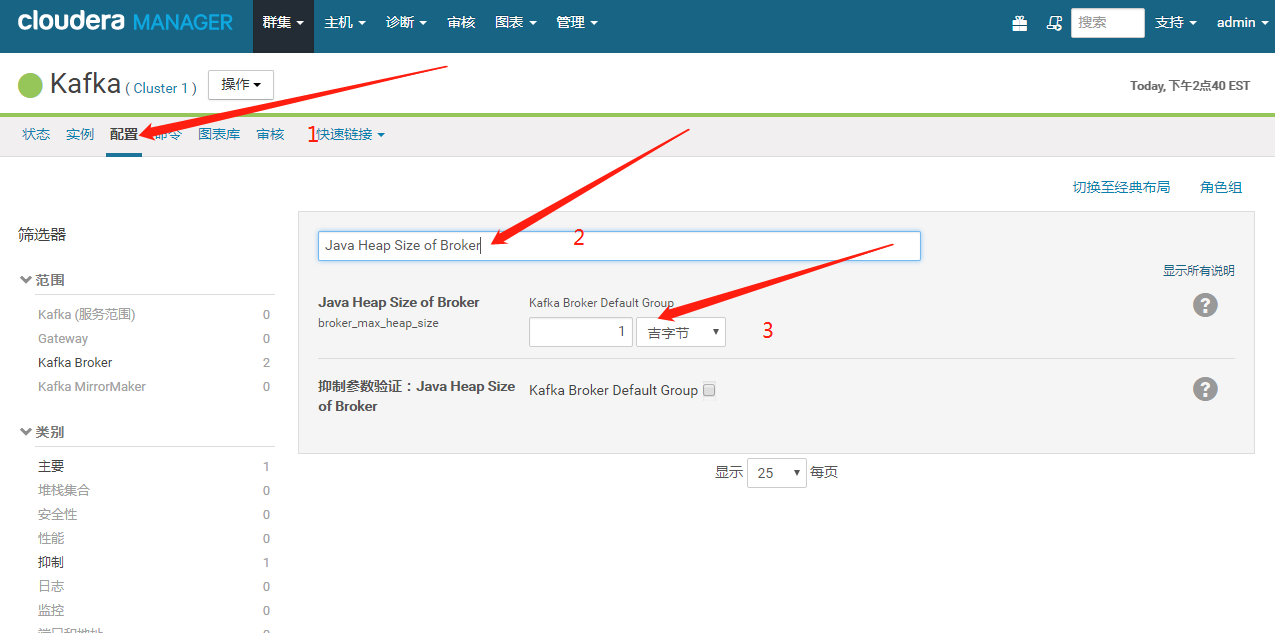 cloudera MANAGER 群集 主机 诊断 审核 图表 管理 搜索 支持 admin
Kafka ( Cluster 1 ) 操作 Today, 下午2点40 EST
状态 实例 配置 命令 图表库 审核 1 快速链接
切换至经典布局 角色组
筛选器
Java Heap Size of Broker 2
显示所有说明
范围
Java Heap Size of Broker Kafka Broker Default Group ?
broker_max_heap_size 1 吉字节 3
Kafka (服务范围) 0
Gateway 0
Kafka Broker 2
Kafka MirrorMaker 0
抑制参数验证：Java Heap Size of Broker Kafka Broker Default Group ?
类别
主要 1
显示 25 每页
堆栈集合 0
安全性 0
性能 0
抑制 1
日志 0
监控 0